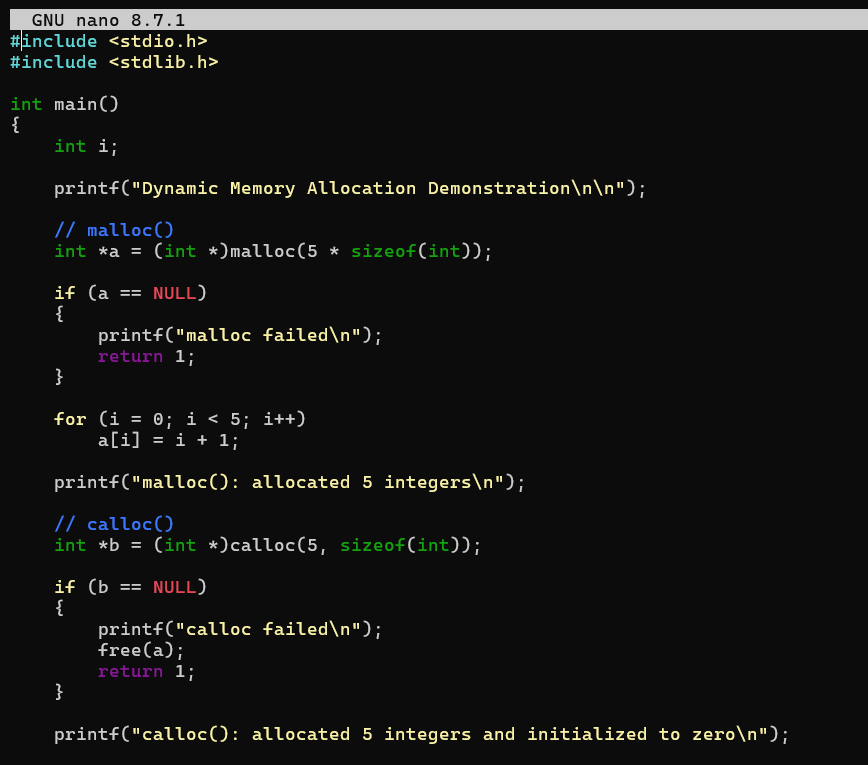 GNU nano 8.7.1
#include <stdio.h>
#include <stdlib.h>

int main()
{
    int i;

    printf("Dynamic Memory Allocation Demonstration\n\n");

    // malloc()
    int *a = (int *)malloc(5 * sizeof(int));

    if (a == NULL)
    {
        printf("malloc failed\n");
        return 1;
    }

    for (i = 0; i < 5; i++)
        a[i] = i + 1;

    printf("malloc(): allocated 5 integers\n");

    // calloc()
    int *b = (int *)calloc(5, sizeof(int));

    if (b == NULL)
    {
        printf("calloc failed\n");
        free(a);
        return 1;
    }

    printf("calloc(): allocated 5 integers and initialized to zero\n");